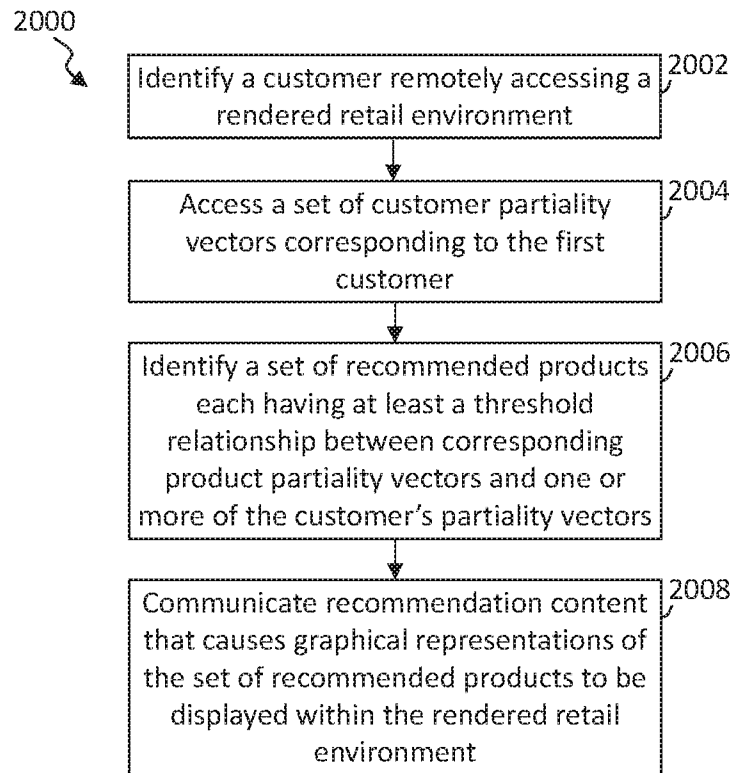 2000
Identify a customer remotely accessing a
rendered retail environment
2002
Access a set of customer partiality
vectors corresponding to the first
customer
2004
Identify a set of recommended products
each having at least a threshold
relationship between corresponding
product partiality vectors and one or
more of the customer's partiality vectors
2006
Communicate recommendation content
that causes graphical representations of
the set of recommended products to be
displayed within the rendered retail
environment
2008